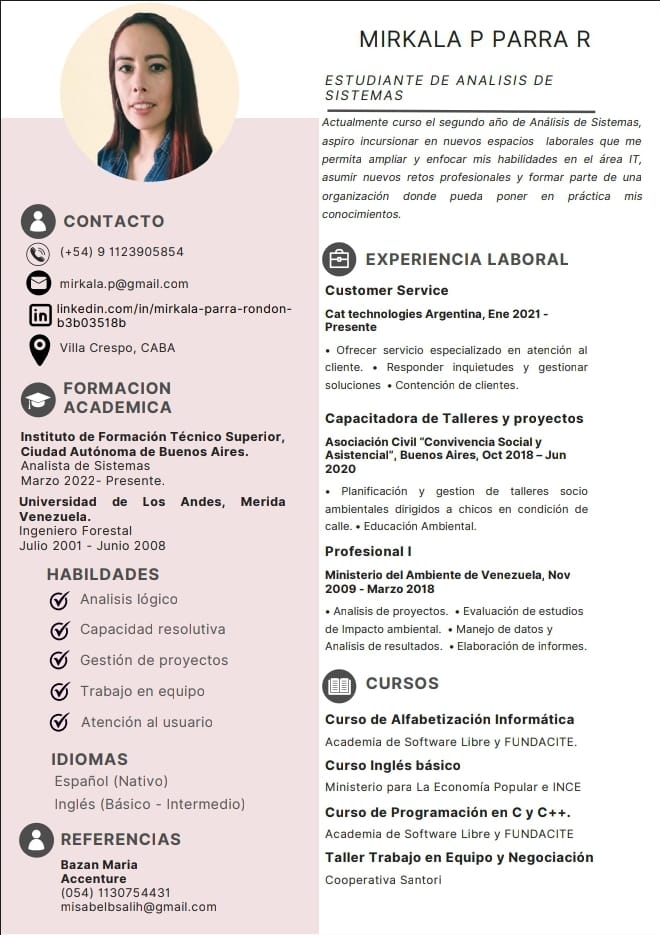 MIRKALA P PARRA R
ESTUDIANTE DE ANALISIS DE
SISTEMAS
Actualmente curso el segundo año de Análisis de Sistemas,
aspiro incursionar en nuevos espacios laborales que me
permita ampliar y enfocar mis habilidades en el área IT,
asumir nuevos retos profesionales y formar parte de una
organización donde pueda poner en práctica mis
conocimientos.
CONTACTO
(+54) 9 1123905854
mirkala.p@gmail.com
linkedin.com/in/mirkala-parra-rondon-
b3b03518b
Villa Crespo, CABA
FORMACION
ACADEMICA
Instituto de Formación Técnico Superior,
Ciudad Autónoma de Buenos Aires.
Analista de Sistemas
Marzo 2022- Presente.
Universidad de Los Andes, Merida
Venezuela.
Ingeniero Forestal
Julio 2001 - Junio 2008
HABILDADES
Analisis lógico
Capacidad resolutiva
Gestión de proyectos
Trabajo en equipo
Atención al usuario
IDIOMAS
Español (Nativo)
Inglés (Básico - Intermedio)
REFERENCIAS
Bazan Maria
Accenture
(054) 1130754431
misabelbsalih@gmail.com
EXPERIENCIA LABORAL
Customer Service
Cat technologies Argentina, Ene 2021 -
Presente
• Ofrecer servicio especializado en atención al
cliente. • Responder inquietudes y gestionar
soluciones • Contención de clientes.
Capacitadora de Talleres y proyectos
Asociación Civil “Convivencia Social y
Asistencial”, Buenos Aires, Oct 2018 – Jun
2020
• Planificación y gestion de talleres socio
ambientales dirigidos a chicos en condición de
calle. • Educación Ambiental.
Profesional I
Ministerio del Ambiente de Venezuela, Nov
2009 - Marzo 2018
• Analisis de proyectos. • Evaluación de estudios
de Impacto ambiental. • Manejo de datos y
Analisis de resultados. • Elaboración de informes.
CURSOS
Curso de Alfabetización Informática
Academia de Software Libre y FUNDACITE.
Curso Inglés básico
Ministerio para La Economía Popular e INCE
Curso de Programación en C y C++.
Academia de Software Libre y FUNDACITE
Taller Trabajo en Equipo y Negociación
Cooperativa Santori